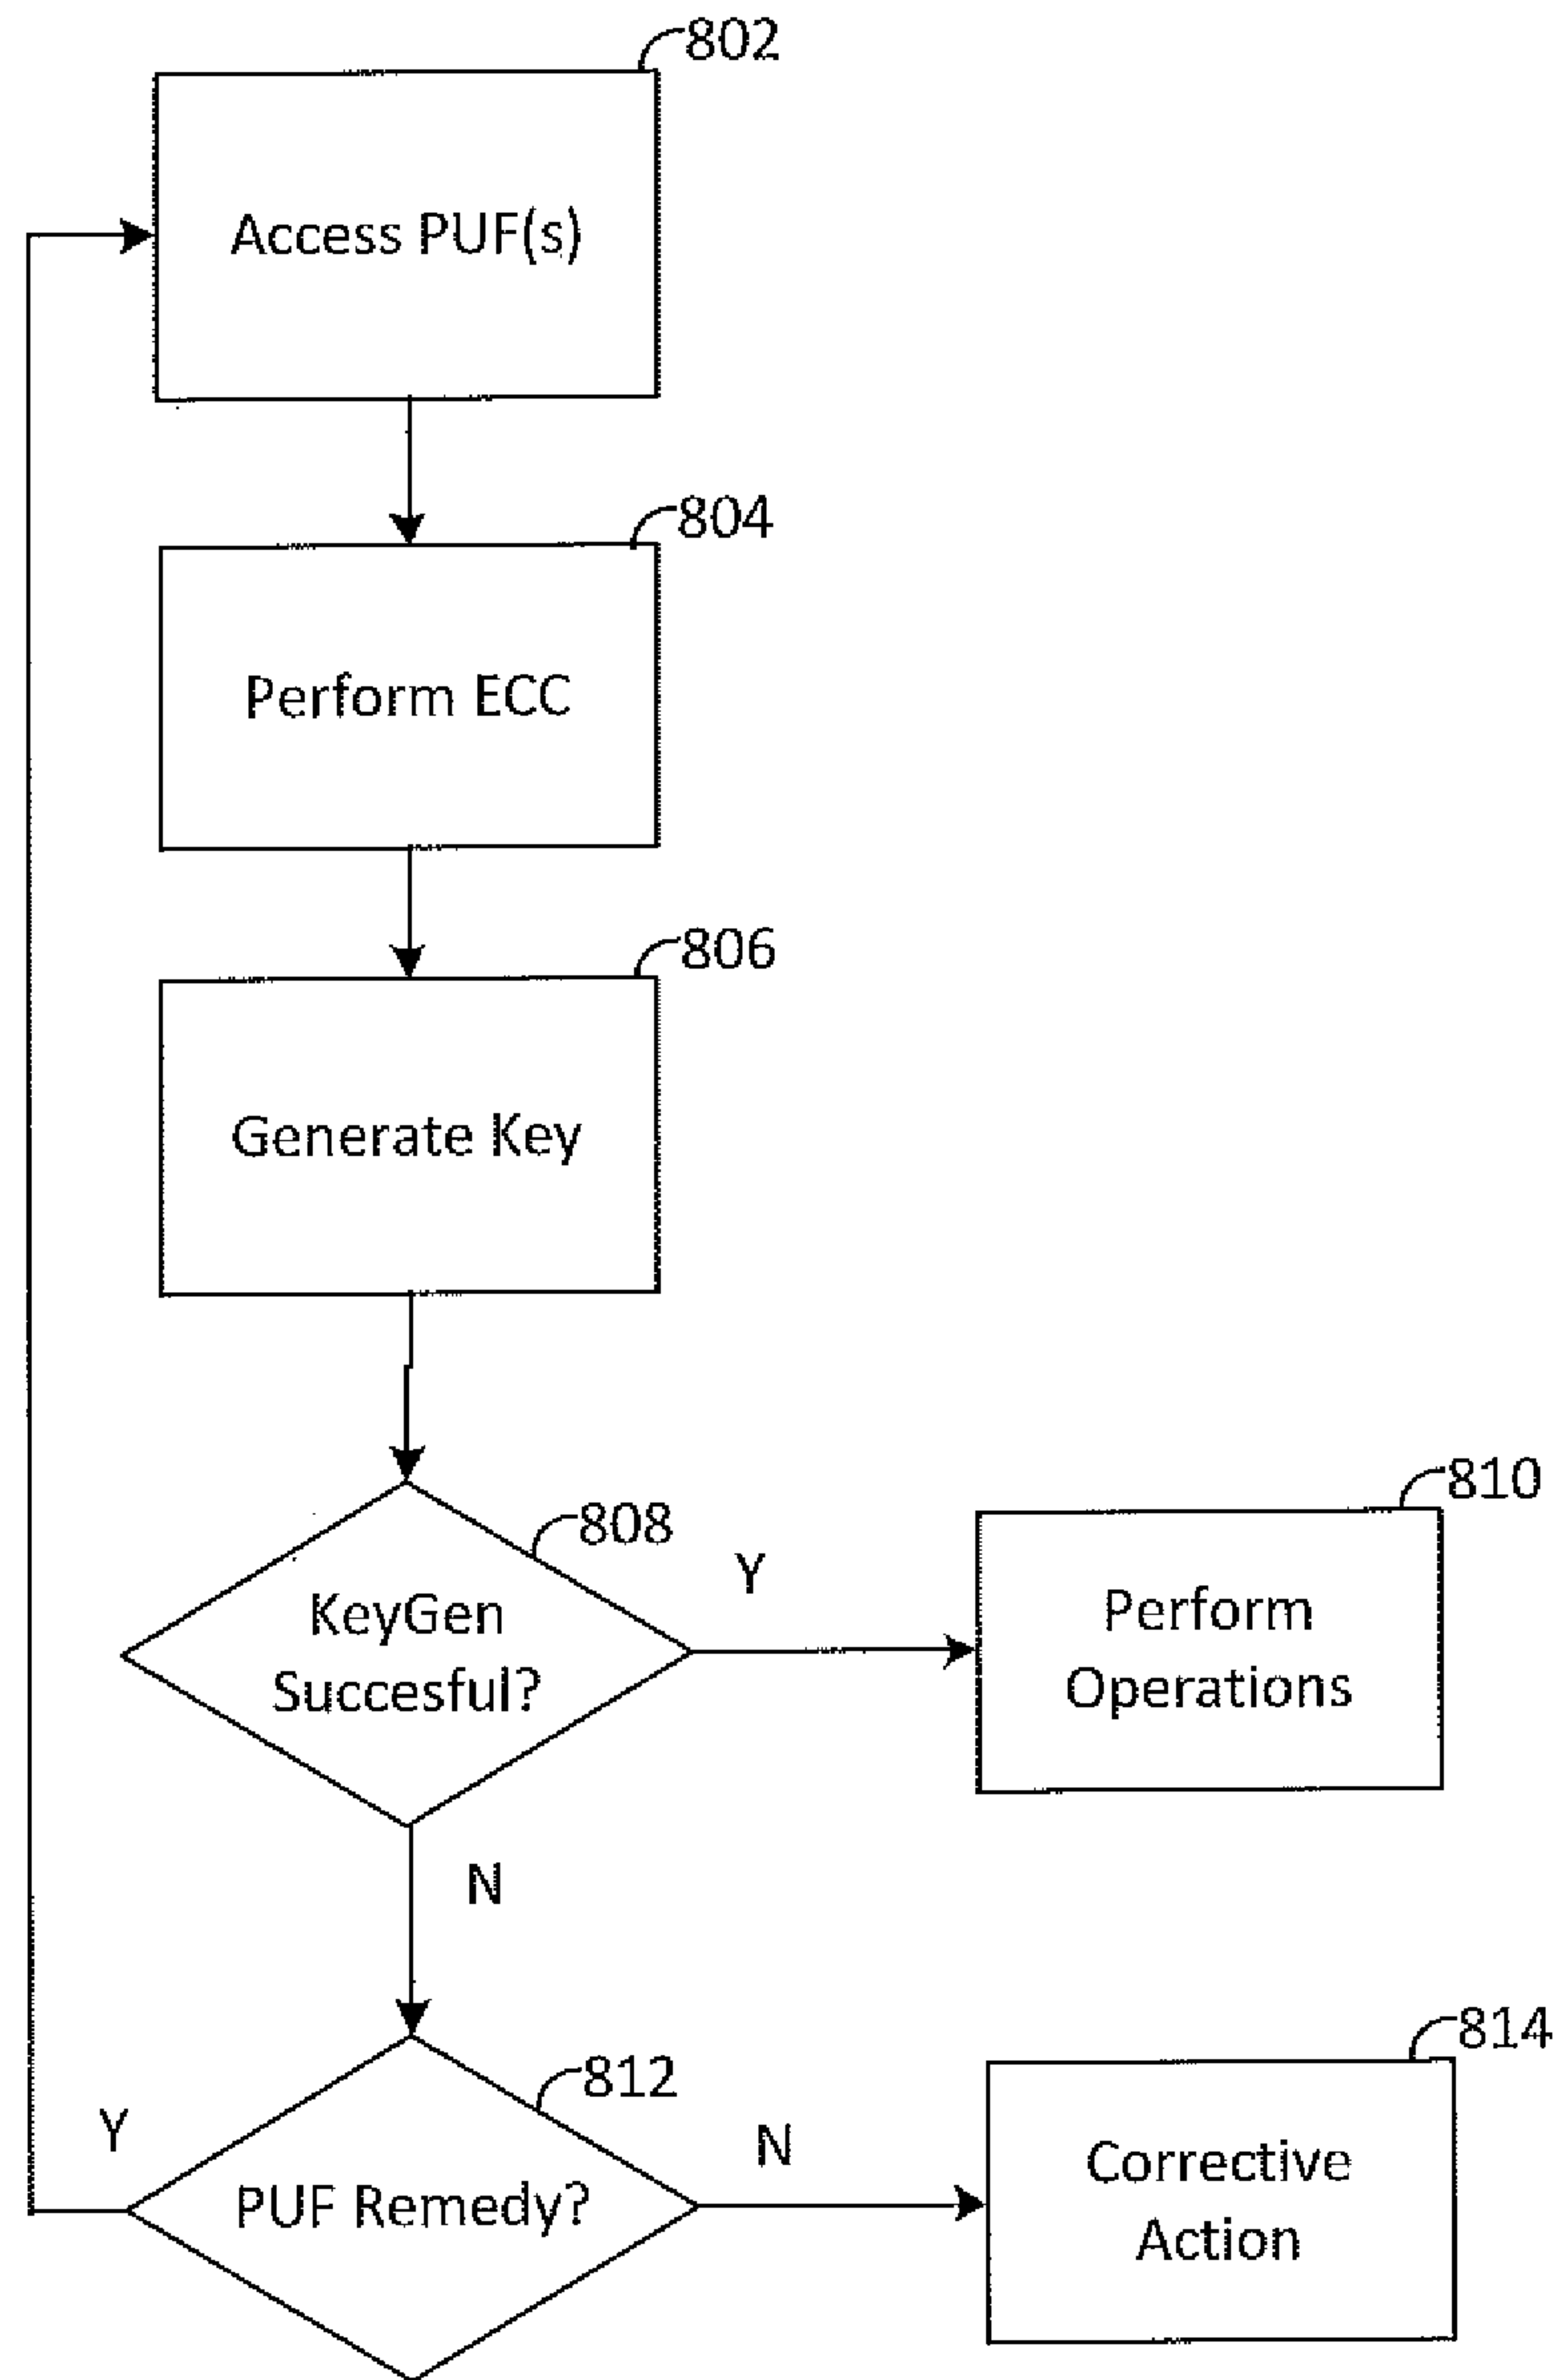 802
Access PUF(s)
804
Perform ECC
806
Generate Key
808
KeyGen
Succesful?
Y
810
Perform
Operations
N
812
PUF Remedy?
Y
N
814
Corrective
Action